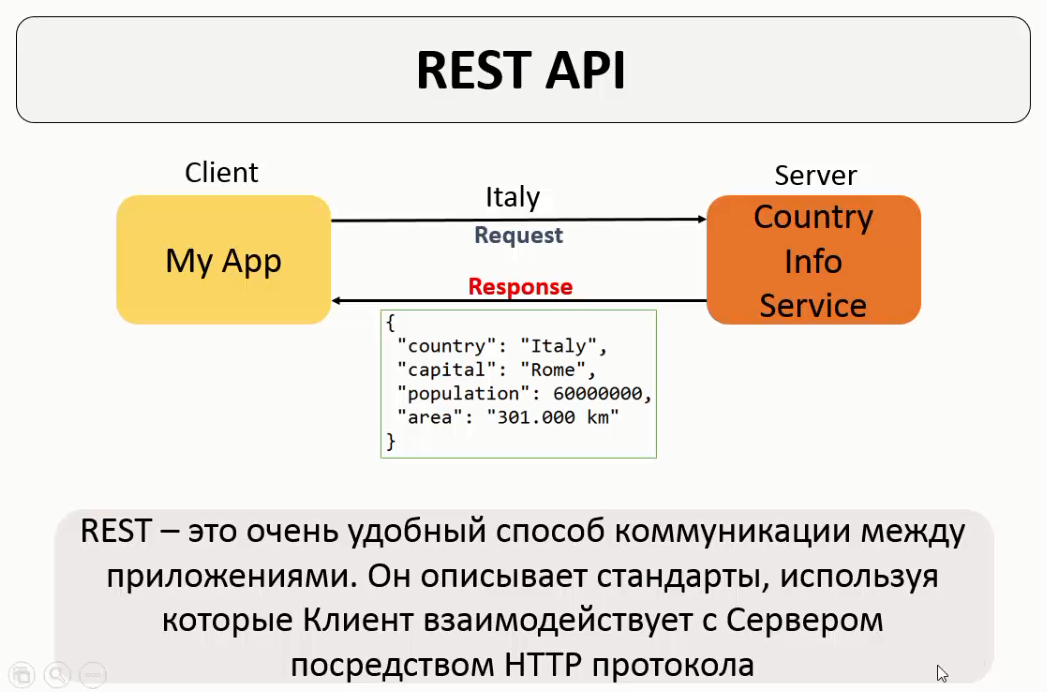 REST API
Client
Server
Italy
Request
My App
Country
Info
Service
Response
{
"country": "Italy",
"capital": "Rome",
"population": 60000000,
"area": "301.000 km"
}
REST – это очень удобный способ коммуникации между
приложениями. Он описывает стандарты, используя
которые Клиент взаимодействует с Сервером
посредством HTTP протокола